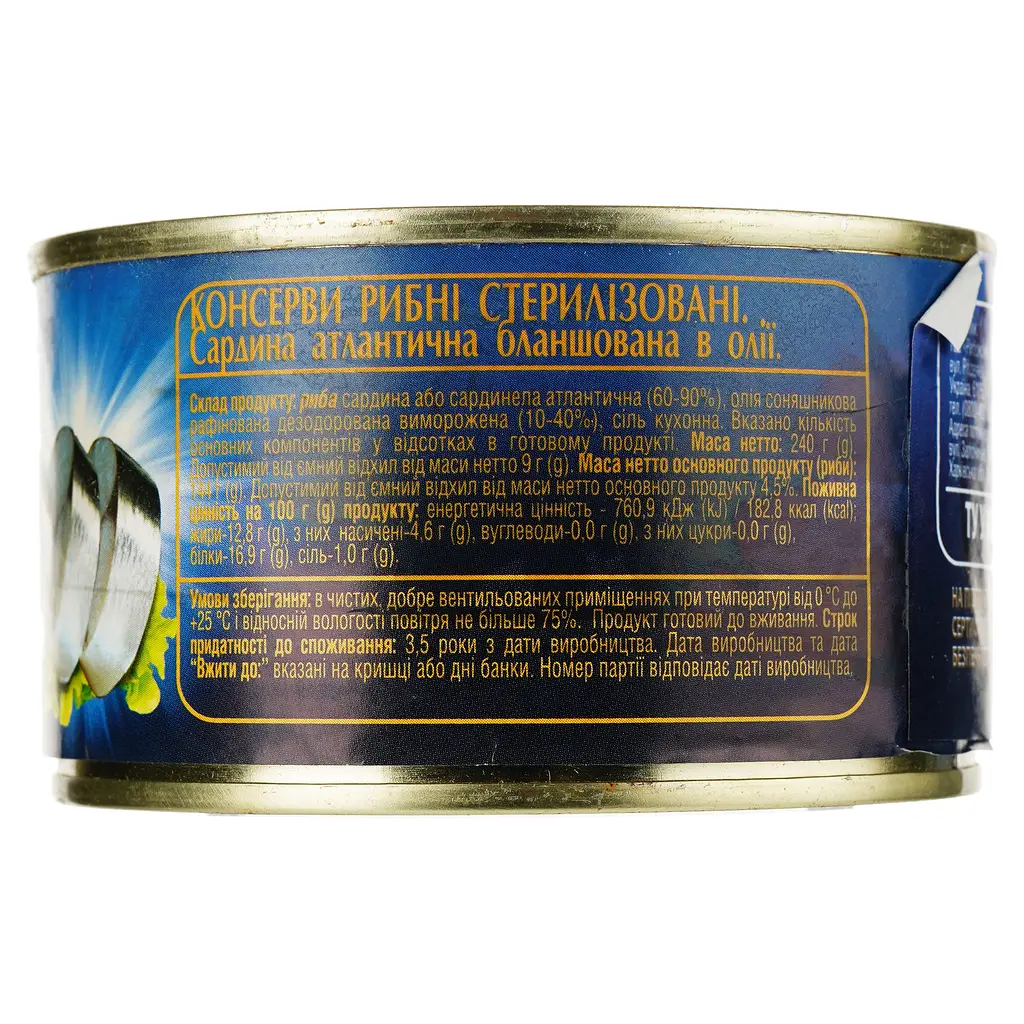 КОНСЕРВИ РИБНІ СТЕРИЛІЗОВАНІ.
Сардина атлантична бланшована в олії.
Склад продукту: риба сардина або сардинела атлантична (60-90%), олія соняшникова
рафінована дезодорована виморожена (10-40%), сіль кухонна. Вказано кількість
основних компонентів у відсотках в готовому продукті. Маса нетто: 240 г (g).
Допустимий від`ємний відхил від маси нетто 9 г (g). Маса нетто основного продукту (риби):
144 г (g). Допустимий від`ємний відхил від маси нетто основного продукту 4,5%. Поживна
цінність на 100 г (g) продукту: енергетична цінність - 760,9 кДж (kJ) / 182,8 ккал (kcal);
жири-12,8 г (g), з них насичені-4,6 г (g), вуглеводи-0,0 г (g), з них цукри-0,0 г (g),
білки-16,9 г (g), сіль-1,0 г (g).
Умови зберігання: в чистих, добре вентильованих приміщеннях при температурі від 0 °С до
+25 °С і відносній вологості повітря не більше 75%. Продукт готовий до вживання. Строк
придатності до споживання: 3,5 роки з дати виробництва. Дата виробництва та дата
"Вжити до:" вказані на кришці або дні банки. Номер партії відповідає даті виробництва.